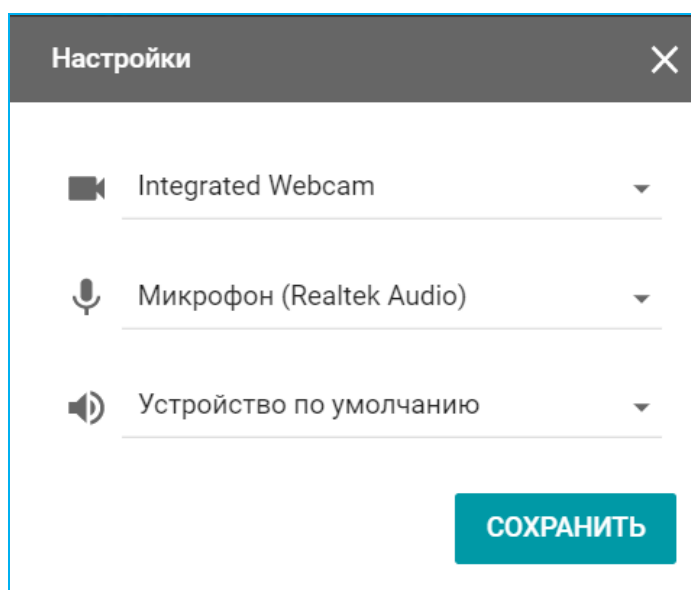 Настройки
Integrated Webcam
Микрофон (Realtek Audio)
Устройство по умолчанию
СОХРАНИТЬ